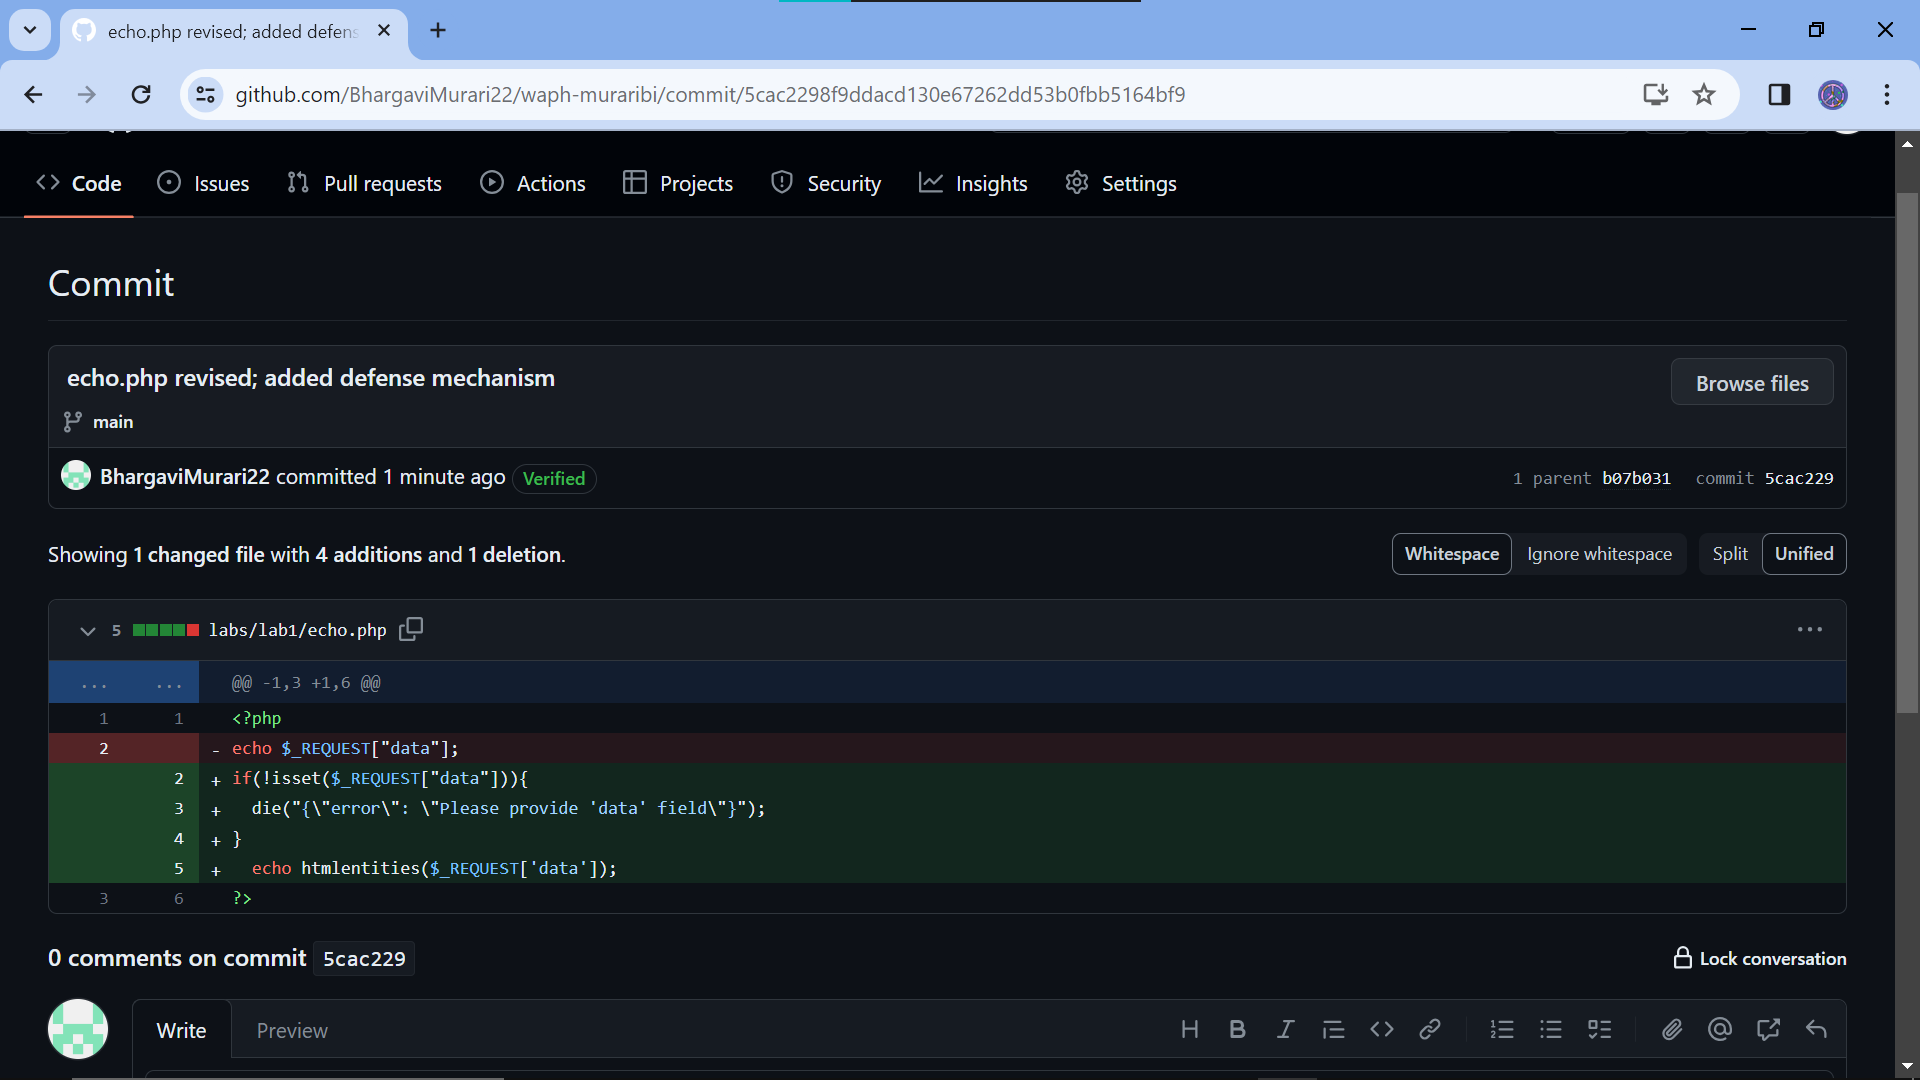 echo.php revised; added defens
github.com/BhargaviMurari22/waph-muraribi/commit/5cac2298f9ddacd130e67262dd53b0fbb5164bf9
Code Issues Pull requests Actions Projects Security Insights Settings
Commit
echo.php revised; added defense mechanism
Browse files
main
BhargaviMurari22 committed 1 minute ago Verified 1 parent b07b031 commit 5cac229
Showing 1 changed file with 4 additions and 1 deletion. Whitespace Ignore whitespace Split Unified
5 labs/lab1/echo.php
... ... @@ -1,3 +1,6 @@
1 1 <?php
2 - echo $_REQUEST["data"];
2 + if(!isset($_REQUEST["data"])){
3 + die("{\"error\": \"Please provide 'data' field\"}");
4 + }
5 + echo htmlentities($_REQUEST['data']);
3 6 ?>
0 comments on commit 5cac229 Lock conversation
Write Preview